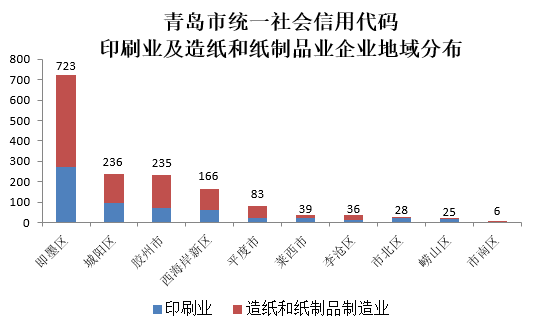 青岛市统一社会信用代码
印刷业及造纸和纸制品业企业地域分布
800
700
600
500
400
300
200
100
0
723
236
235
166
83
39
36
28
25
6
即墨区
城阳区
胶州市
西海岸新区
平度市
莱西市
李沧区
市北区
崂山区
市南区
印刷业 造纸和纸制品制造业